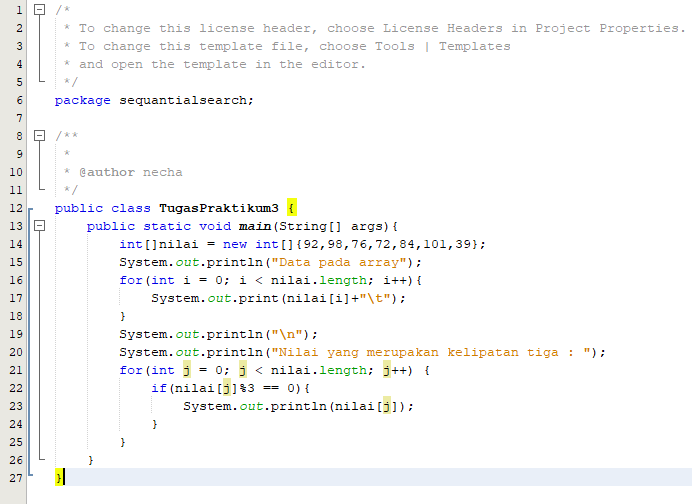 1 /*
2  * To change this license header, choose License Headers in Project Properties.
3  * To change this template file, choose Tools | Templates
4  * and open the template in the editor.
5  */
6 package sequantialsearch;
7
8 /**
9  *
10  * @author necha
11  */
12 public class TugasPraktikum3 {
13     public static void main(String[] args){
14         int[]nilai = new int[]{92,98,76,72,84,101,39};
15         System.out.println("Data pada array");
16         for(int i = 0; i < nilai.length; i++){
17             System.out.print(nilai[i]+"\t");
18         }
19         System.out.println("\n");
20         System.out.println("Nilai yang merupakan kelipatan tiga : ");
21         for(int j = 0; j < nilai.length; j++) {
22             if(nilai[j]%3 == 0){
23                 System.out.println(nilai[j]);
24             }
25         }
26     }
27 }